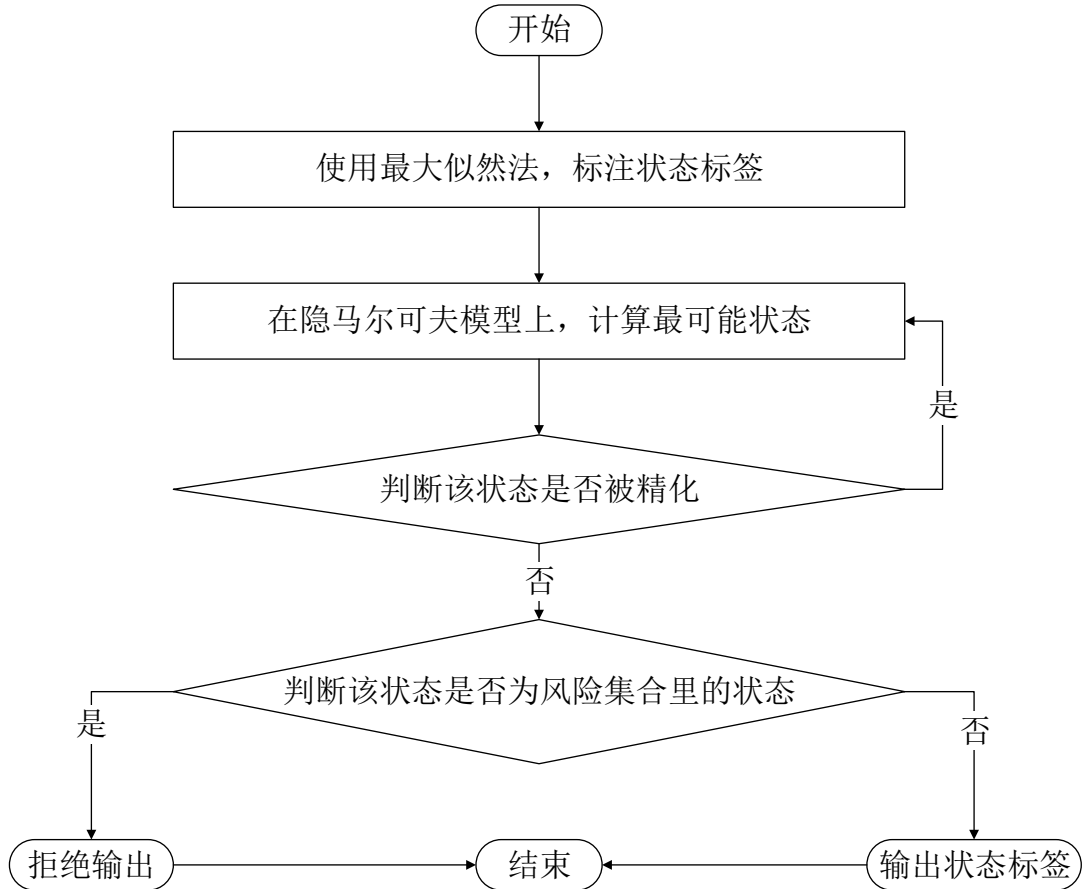 开始
使用最大似然法，标注状态标签
在隐马尔可夫模型上，计算最可能状态
是
判断该状态是否被精化
否
判断该状态是否为风险集合里的状态
是
否
拒绝输出
结束
输出状态标签